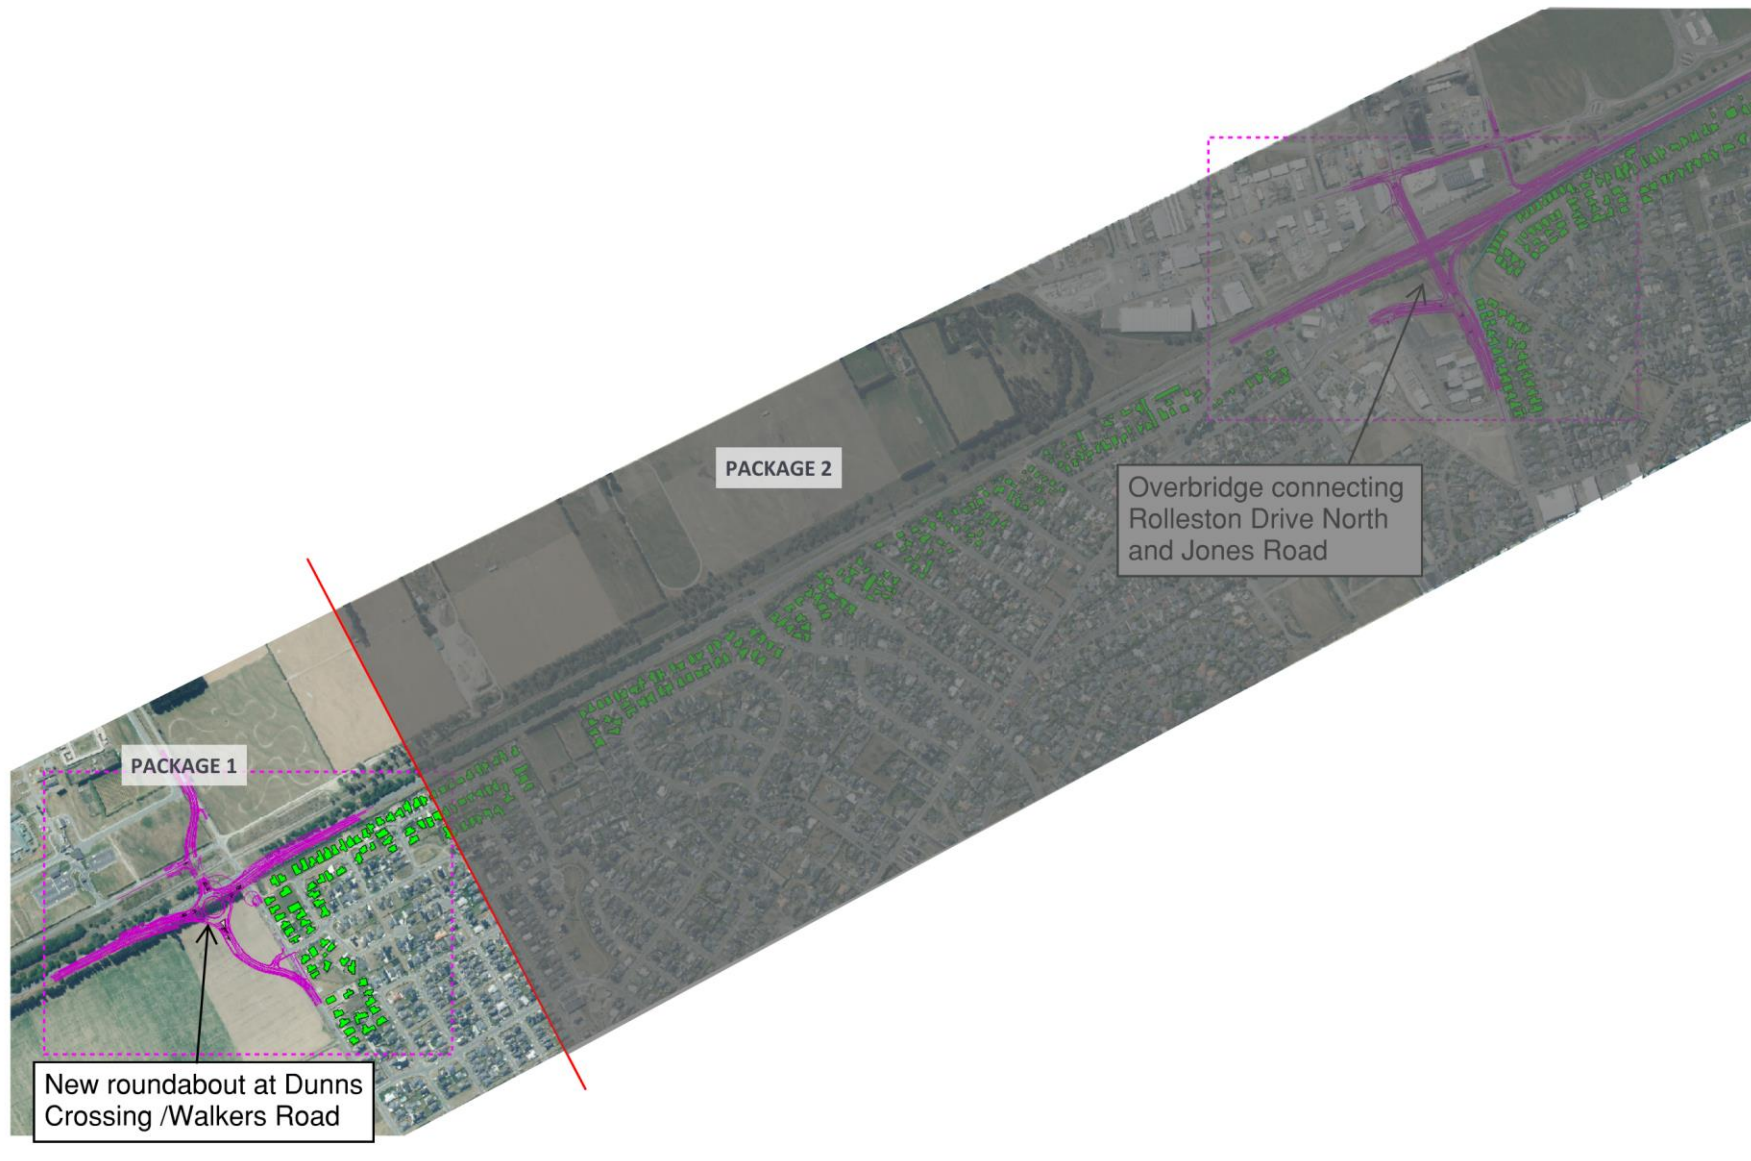 PACKAGE 2
Overbridge connecting
Rolleston Drive North
and Jones Road
PACKAGE 1
New roundabout at Dunns
Crossing /Walkers Road